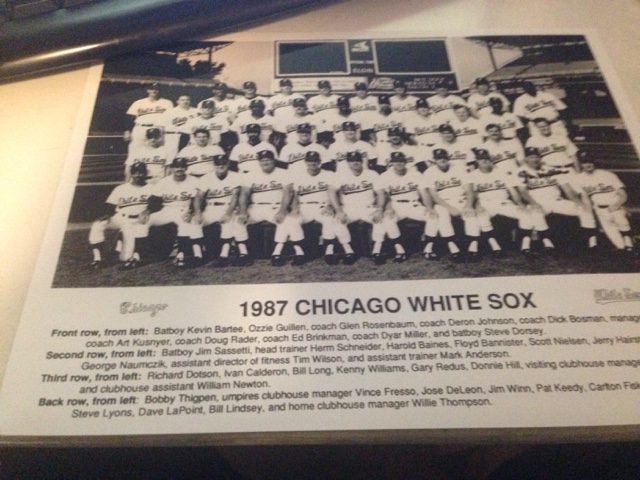 1987 CHICAGO WHITE SOX
Chicago
White Sox
Front row, from left: Batboy Kevin Bartee, Ozzie Guillen, coach Glen Rosenbaum, coach Deron Johnson, coach Dick Bosman,
coach Art Kusnyer, coach Doug Rader, coach Ed Brinkman, coach Dyar Miller, and batboy Steve Dorsey.
Second row, from left: Batboy Jim Sassetti, head trainer Herm Schneider, Harold Baines, Floyd Bannister, Scott Nielsen, Jerry
George Naumczik, assistant director of fitness Tim Wilson, and assistant trainer Mark Anderson.
Third row, from left: Richard Dotson, Ivan Calderon, Bill Long, Kenny Williams, Gary Redus, Donnie Hill, visiting clubhouse
and clubhouse assistant William Newton.
Back row, from left: Bobby Thigpen, umpires clubhouse manager Vince Fresso, Jose DeLeon, Jim Winn, Pat Keedy, Carlton
Steve Lyons, Dave LaPoint, Bill Lindsey, and home clubhouse manager Willie Thompson.